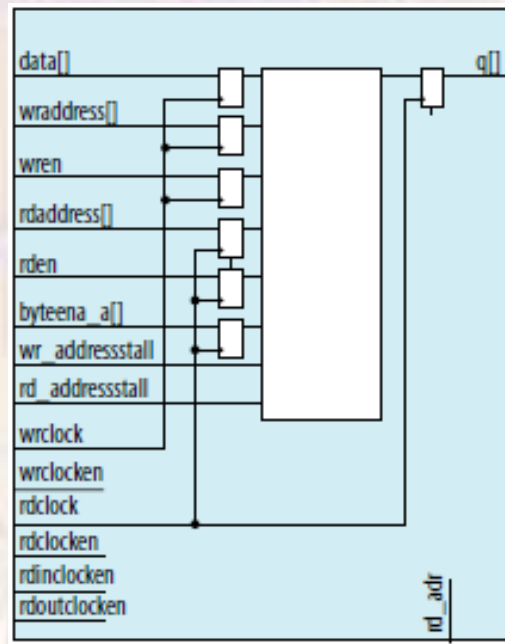 data[]
q[]
wraddress[]
wren
rdaddress[]
rden
byteena_a[]
wr_addressstall
rd_addressstall
wrclock
wrclocken
rdclock
rdclocken
rdinclocken
rdoutclocken
rd_adr